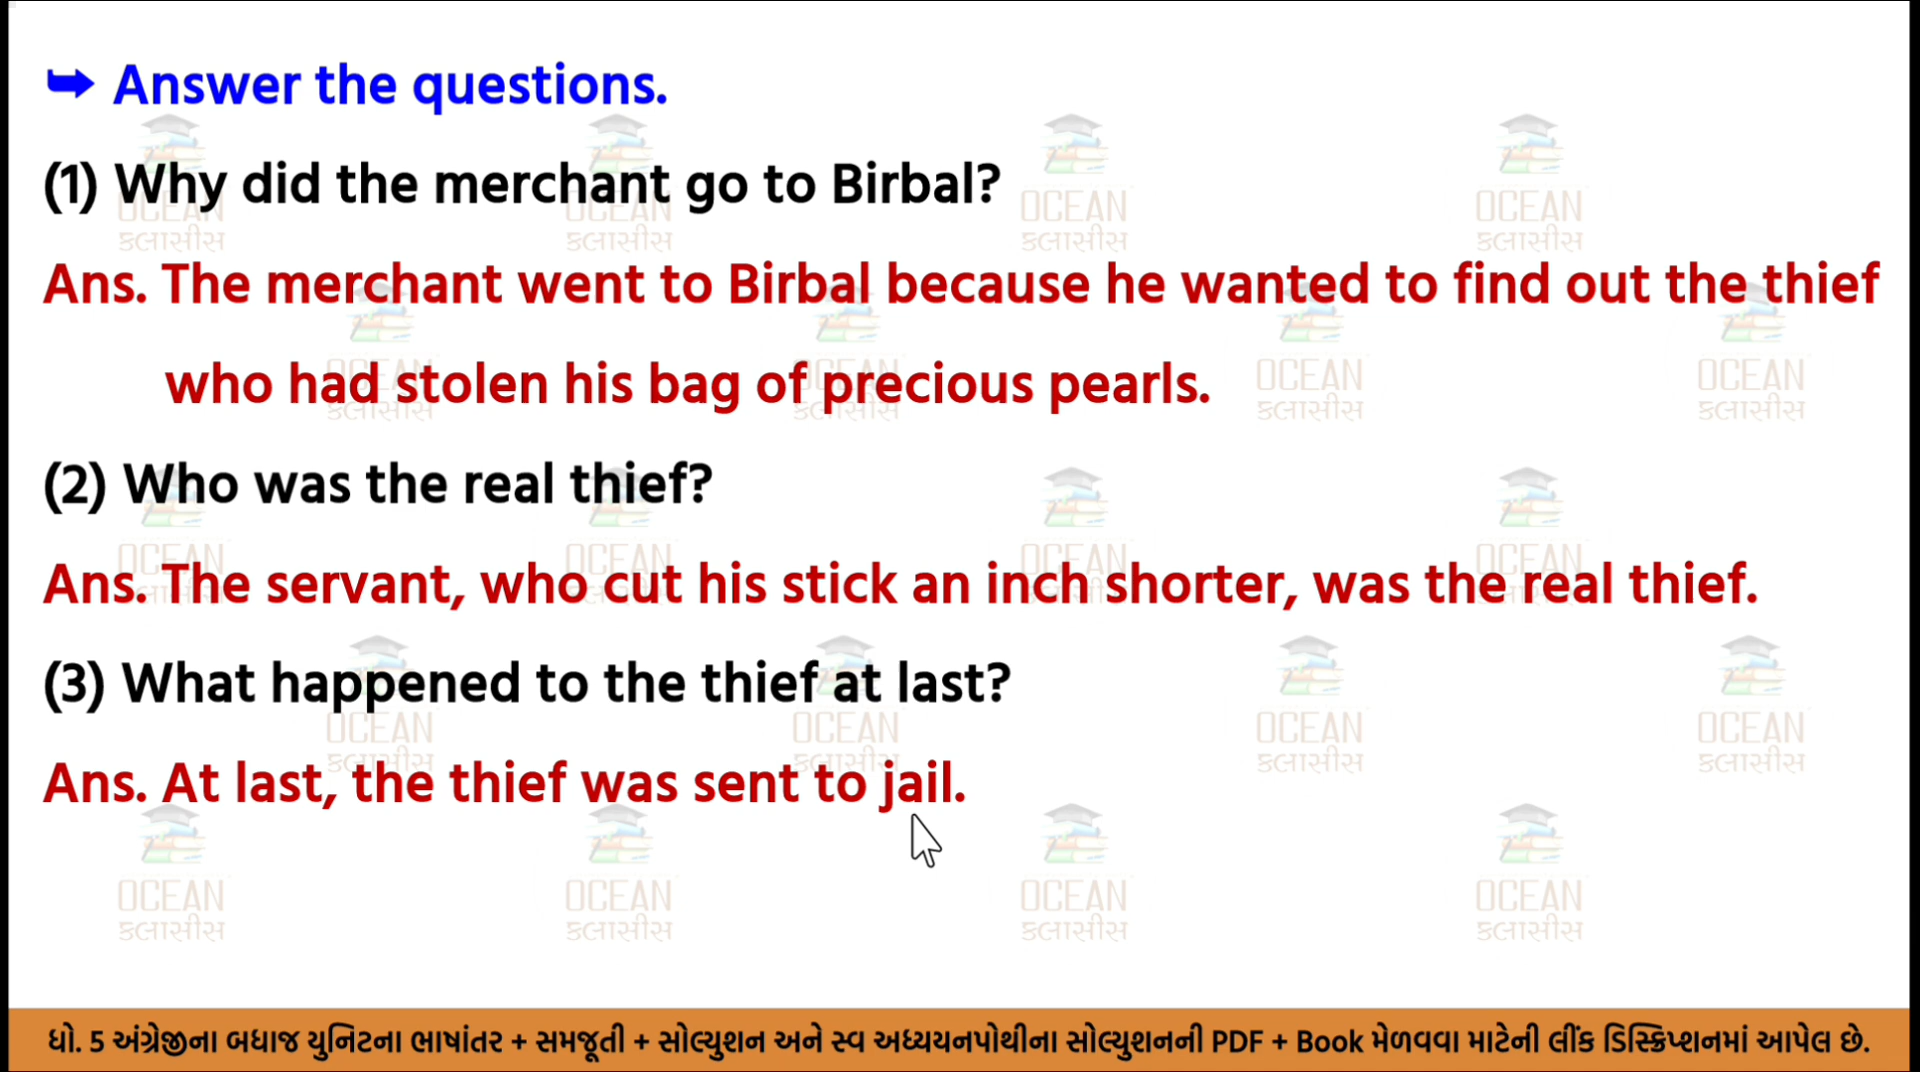 ➥ Answer the questions.
(1) Why did the merchant go to Birbal?
Ans. The merchant went to Birbal because he wanted to find out the thief
who had stolen his bag of precious pearls.
(2) Who was the real thief?
Ans. The servant, who cut his stick an inch shorter, was the real thief.
(3) What happened to the thief at last?
Ans. At last, the thief was sent to jail.
OCEAN
ક્લાસીસ
ધો. 5 અંગ્રેજીના બધાજ યુનિટના ભાષાંતર + સમજૂતી + સોલ્યુશન અને સ્વ અધ્યયનપોથીના સોલ્યુશનની PDF + Book મેળવવા માટેની લીંક ડિસ્ક્રિપ્શનમાં આપેલ છે.